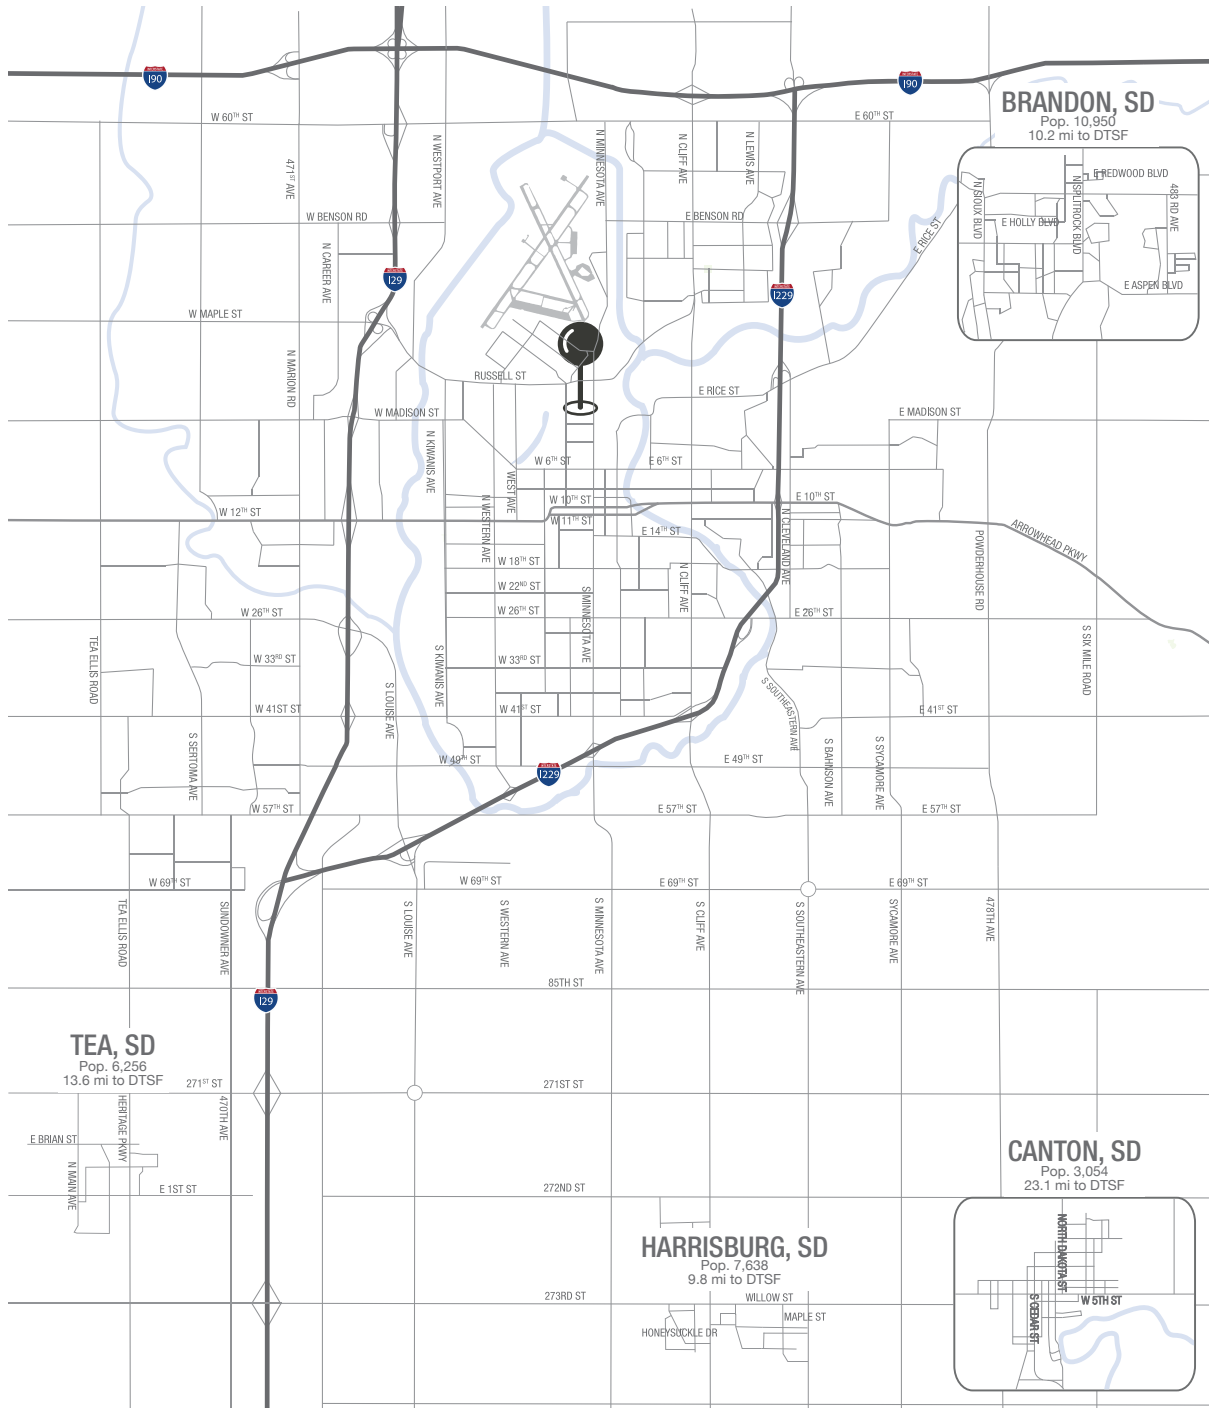 I90
I90
BRANDON, SD
Pop. 10,950
10.2 mi to DTSF
W 60TH ST
E 60TH ST
N WESTPORT AVE
N MINNESOTA AVE
N CLIFF AVE
N LEWIS AVE
471ST AVE
E REDWOOD BLVD
N SIOUX BLVD
N SPLITROCK BLVD
483 RD AVE
E HOLLY BLVD
E ASPEN BLVD
W BENSON RD
E BENSON RD
E RICE ST
N CAREER AVE
I29
I229
W MAPLE ST
N MARION RD
RUSSELL ST
E RICE ST
W MADISON ST
E MADISON ST
N KIWANIS AVE
W 6TH ST
E 6TH ST
WEST AVE
N WESTERN AVE
W 10TH ST
E 10TH ST
W 12TH ST
W 11TH ST
E 14TH ST
N CLEVELAND AVE
ARROWHEAD PKWY
POWDERHOUSE RD
W 18TH ST
N CLIFF AVE
W 22ND ST
S MINNESOTA AVE
W 26TH ST
W 26TH ST
E 26TH ST
TEA ELLIS ROAD
S SIX MILE ROAD
W 33RD ST
S KIWANIS AVE
W 33RD ST
S LOUISE AVE
S SOUTHEASTERN AVE
W 41ST ST
W 41ST ST
E 41ST ST
S SERTOMA AVE
S BAHNSON AVE
S SYCAMORE AVE
W 49TH ST
E 49TH ST
I229
W 57TH ST
E 57TH ST
E 57TH ST
W 69TH ST
W 69TH ST
E 69TH ST
E 69TH ST
TEA ELLIS ROAD
SUNDOWNER AVE
S LOUISE AVE
S WESTERN AVE
S MINNESOTA AVE
S CLIFF AVE
S SOUTHEASTERN AVE
SYCAMORE AVE
478TH AVE
85TH ST
I29
TEA, SD
Pop. 6,256
13.6 mi to DTSF
271ST ST
271ST ST
HERITAGE PKWY
470TH AVE
E BRIAN ST
N MAIN AVE
E 1ST ST
272ND ST
CANTON, SD
Pop. 3,054
23.1 mi to DTSF
NORTH DAKOTA ST
S CEDAR ST
W 5TH ST
HARRISBURG, SD
Pop. 7,638
9.8 mi to DTSF
273RD ST
WILLOW ST
MAPLE ST
HONEYSUCKLE DR